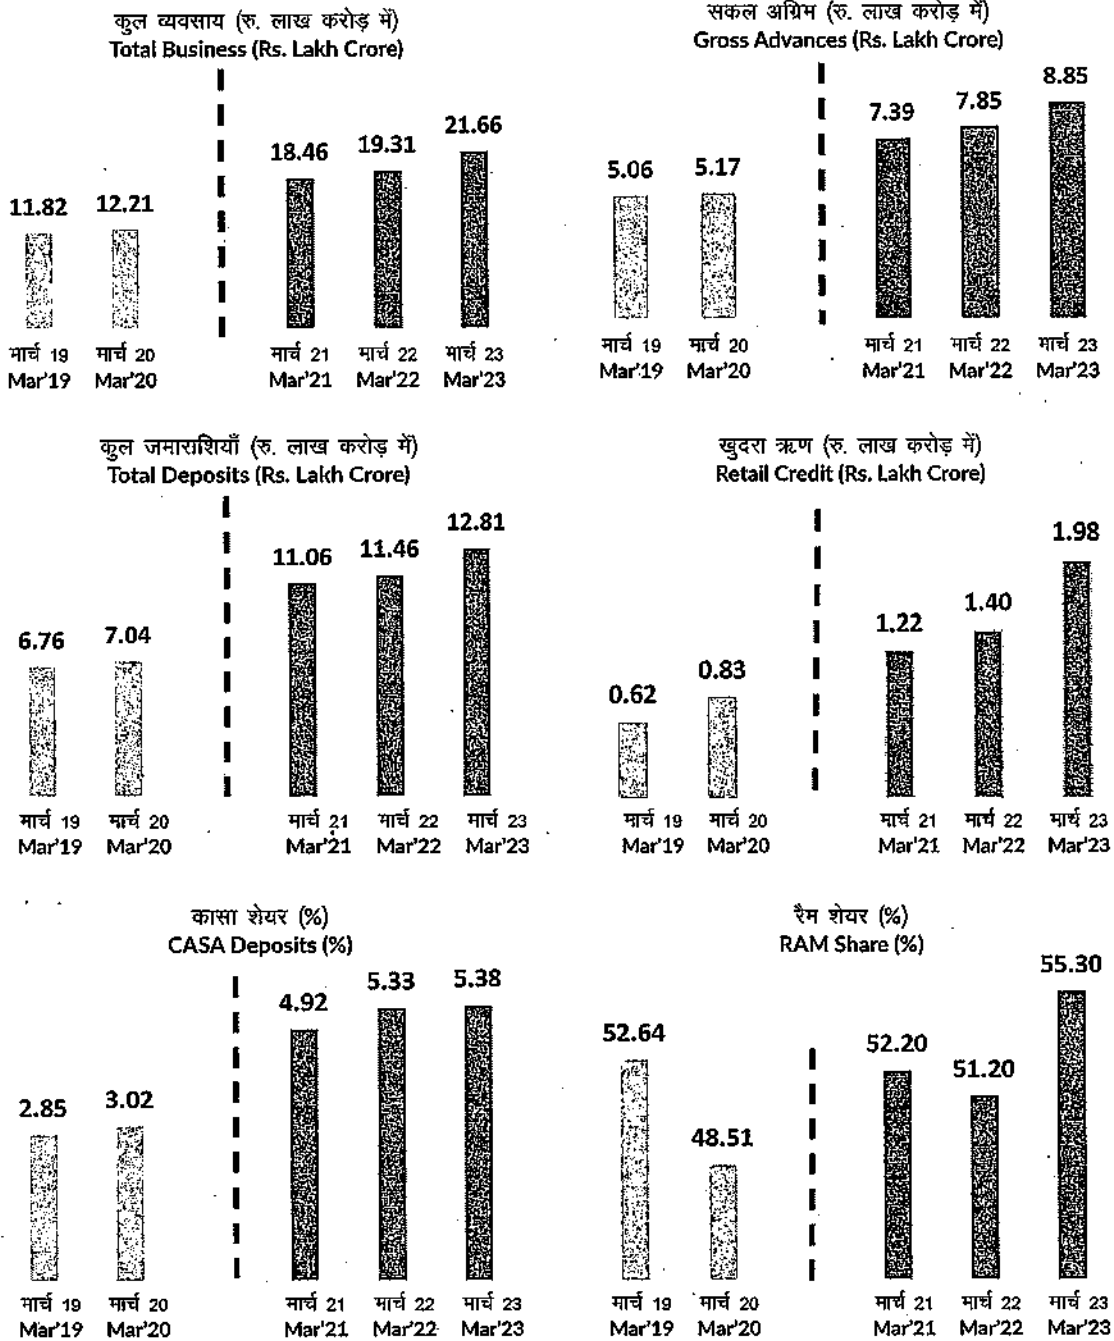 कुल व्यवसाय (रु. लाख करोड़ में)
Total Business (Rs. Lakh Crore)
11.82 12.21 18.46 19.31 21.66
मार्च 19 मार्च 20 मार्च 21 मार्च 22 मार्च 23
Mar'19 Mar'20 Mar'21 Mar'22 Mar'23
सकल अग्रिम (रु. लाख करोड़ में)
Gross Advances (Rs. Lakh Crore)
5.06 5.17 7.39 7.85 8.85
मार्च 19 मार्च 20 मार्च 21 मार्च 22 मार्च 23
Mar'19 Mar'20 Mar'21 Mar'22 Mar'23
कुल जमाराशियाँ (रु. लाख करोड़ में)
Total Deposits (Rs. Lakh Crore)
6.76 7.04 11.06 11.46 12.81
मार्च 19 मार्च 20 मार्च 21 मार्च 22 मार्च 23
Mar'19 Mar'20 Mar'21 Mar'22 Mar'23
खुदरा ऋण (रु. लाख करोड़ में)
Retail Credit (Rs. Lakh Crore)
0.62 0.83 1.22 1.40 1.98
मार्च 19 मार्च 20 मार्च 21 मार्च 22 मार्च 23
Mar'19 Mar'20 Mar'21 Mar'22 Mar'23
कासा शेयर (%)
CASA Deposits (%)
2.85 3.02 4.92 5.33 5.38
मार्च 19 मार्च 20 मार्च 21 मार्च 22 मार्च 23
Mar'19 Mar'20 Mar'21 Mar'22 Mar'23
रैम शेयर (%)
RAM Share (%)
52.64 48.51 52.20 51.20 55.30
मार्च 19 मार्च 20 मार्च 21 मार्च 22 मार्च 23
Mar'19 Mar'20 Mar'21 Mar'22 Mar'23